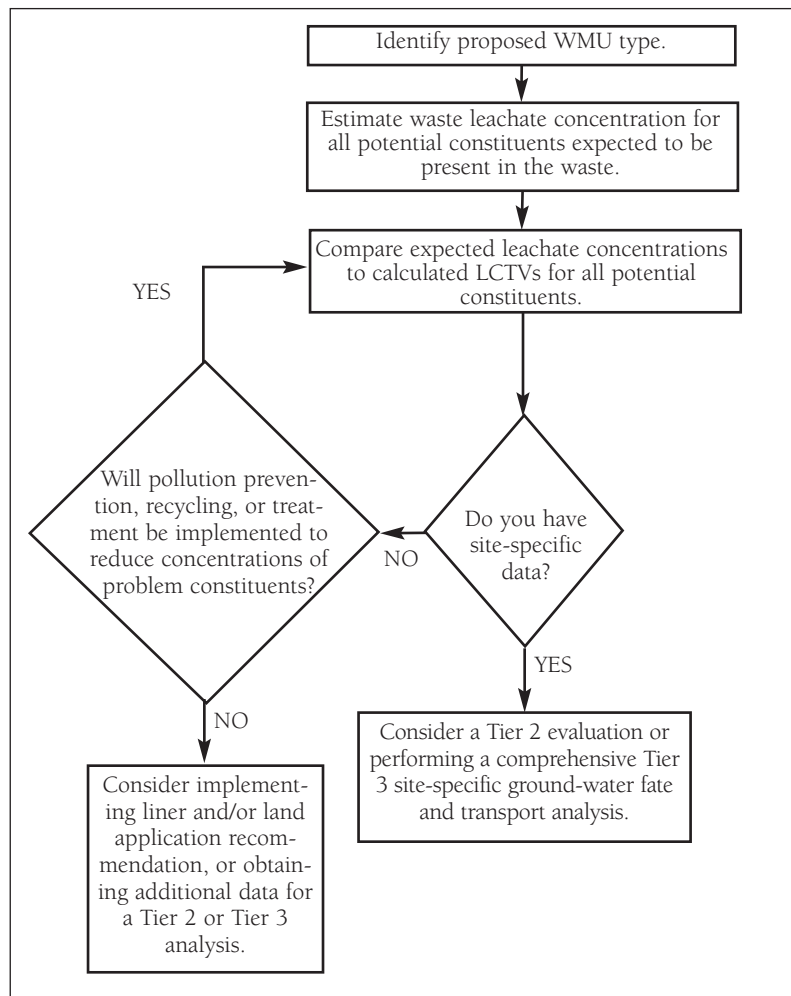 Identify proposed WMU type.
Estimate waste leachate concentration for
all potential constituents expected to be
present in the waste.
Compare expected leachate concentrations
to calculated LCTVs for all potential
constituents.
YES
Will pollution preven-
tion, recycling, or treat-
ment be implemented to
reduce concentrations of
problem constituents?
NO
Do you have
site-specific
data?
YES
NO
Consider a Tier 2 evaluation or
performing a comprehensive Tier
3 site-specific ground-water fate
and transport analysis.
Consider implement-
ing liner and/or land
application recom-
mendation, or obtain-
ing additional data for
a Tier 2 or Tier 3
analysis.